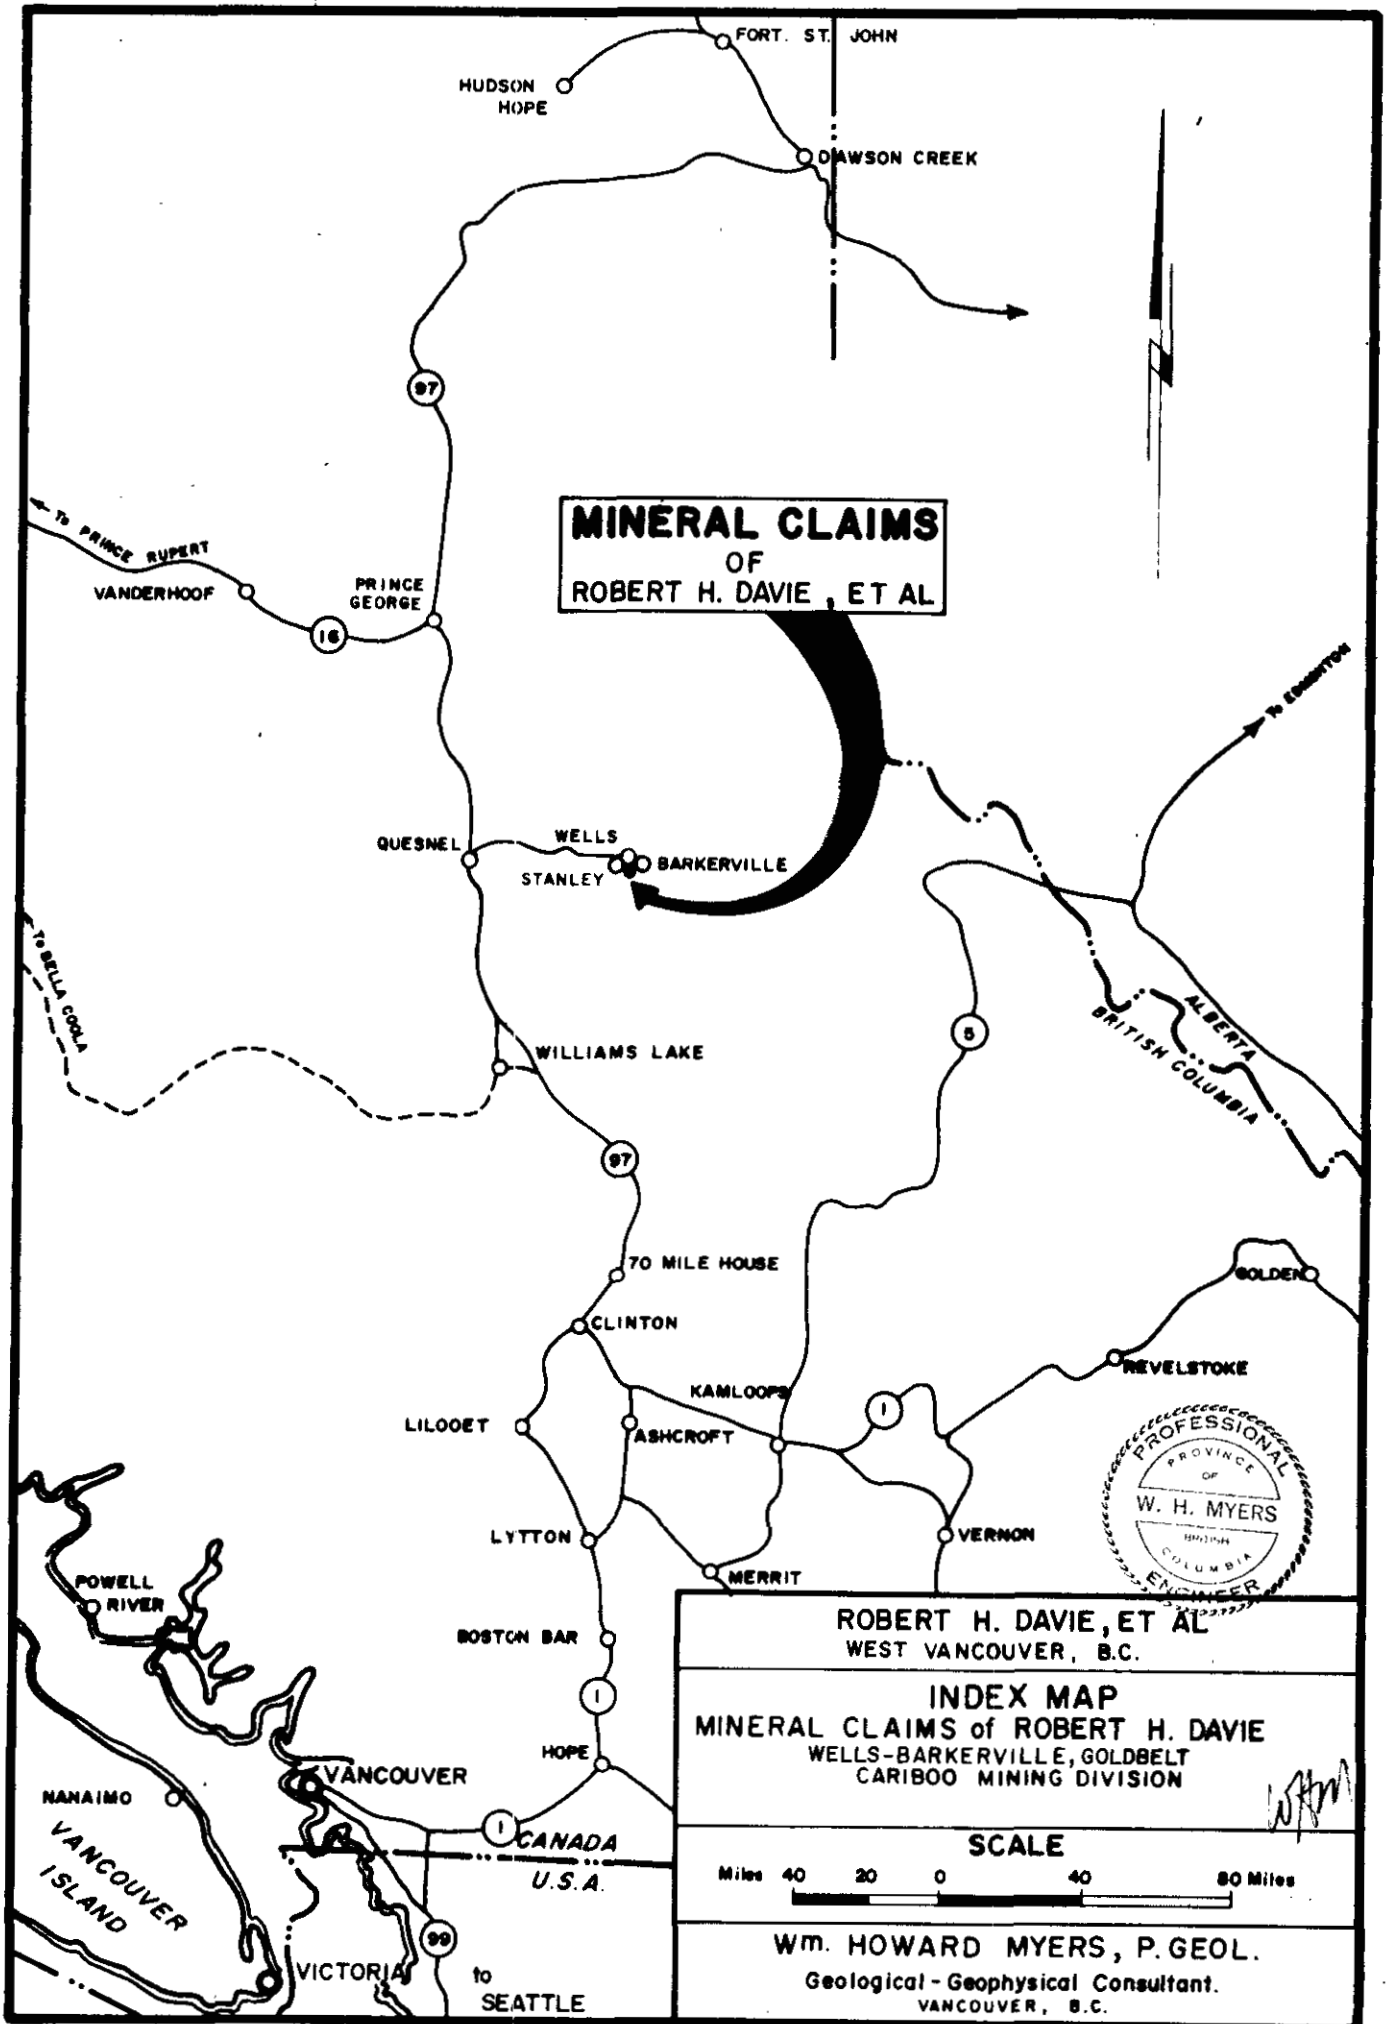 FORT. ST. JOHN
HUDSON
HOPE
DAWSON CREEK
97
MINERAL CLAIMS
OF
ROBERT H. DAVIE, ET AL
To PRINCE RUPERT
VANDERHOOF
PRINCE
GEORGE
16
To EDMONTON
QUESNEL
WELLS
BARKERVILLE
STANLEY
To BELLA COOLA
5
ALBERTA
BRITISH COLUMBIA
WILLIAMS LAKE
97
70 MILE HOUSE
GOLDEN
CLINTON
REVELSTOKE
KAMLOOPS
1
LILOOET
ASHCROFT
PROFESSIONAL
PROVINCE
OF
W. H. MYERS
BRITISH
COLUMBIA
ENGINEER
LYTTON
VERNON
MERRIT
POWELL
RIVER
BOSTON BAR
1
HOPE
VANCOUVER
NANAIMO
1
CANADA
U.S.A.
VANCOUVER
ISLAND
99
VICTORIA
to
SEATTLE
ROBERT H. DAVIE, ET AL
WEST VANCOUVER, B.C.
INDEX MAP
MINERAL CLAIMS of ROBERT H. DAVIE
WELLS-BARKERVILLE, GOLDBELT
CARIBOO MINING DIVISION
WHM
SCALE
Miles 40 20 0 40 80 Miles
Wm. HOWARD MYERS, P. GEOL.
Geological - Geophysical Consultant.
VANCOUVER, B.C.